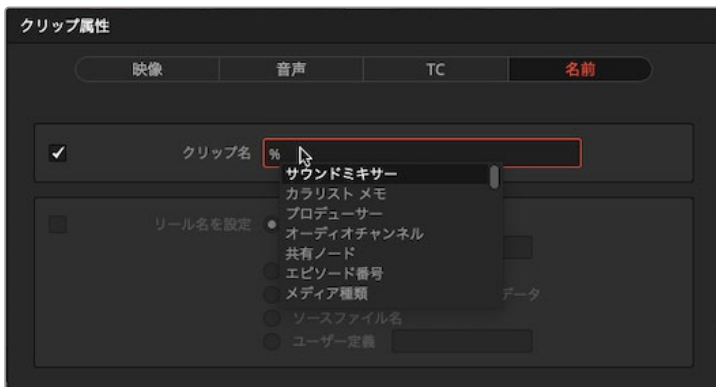 クリップ属性
映像 音声 TC 名前
クリップ名 %
サウンドミキサー
カラリスト メモ
プロデューサー
リール名を設定
オーディオチャンネル
共有ノード
エピソード番号
メディア種類 データ
ソースファイル名
ユーザー定義